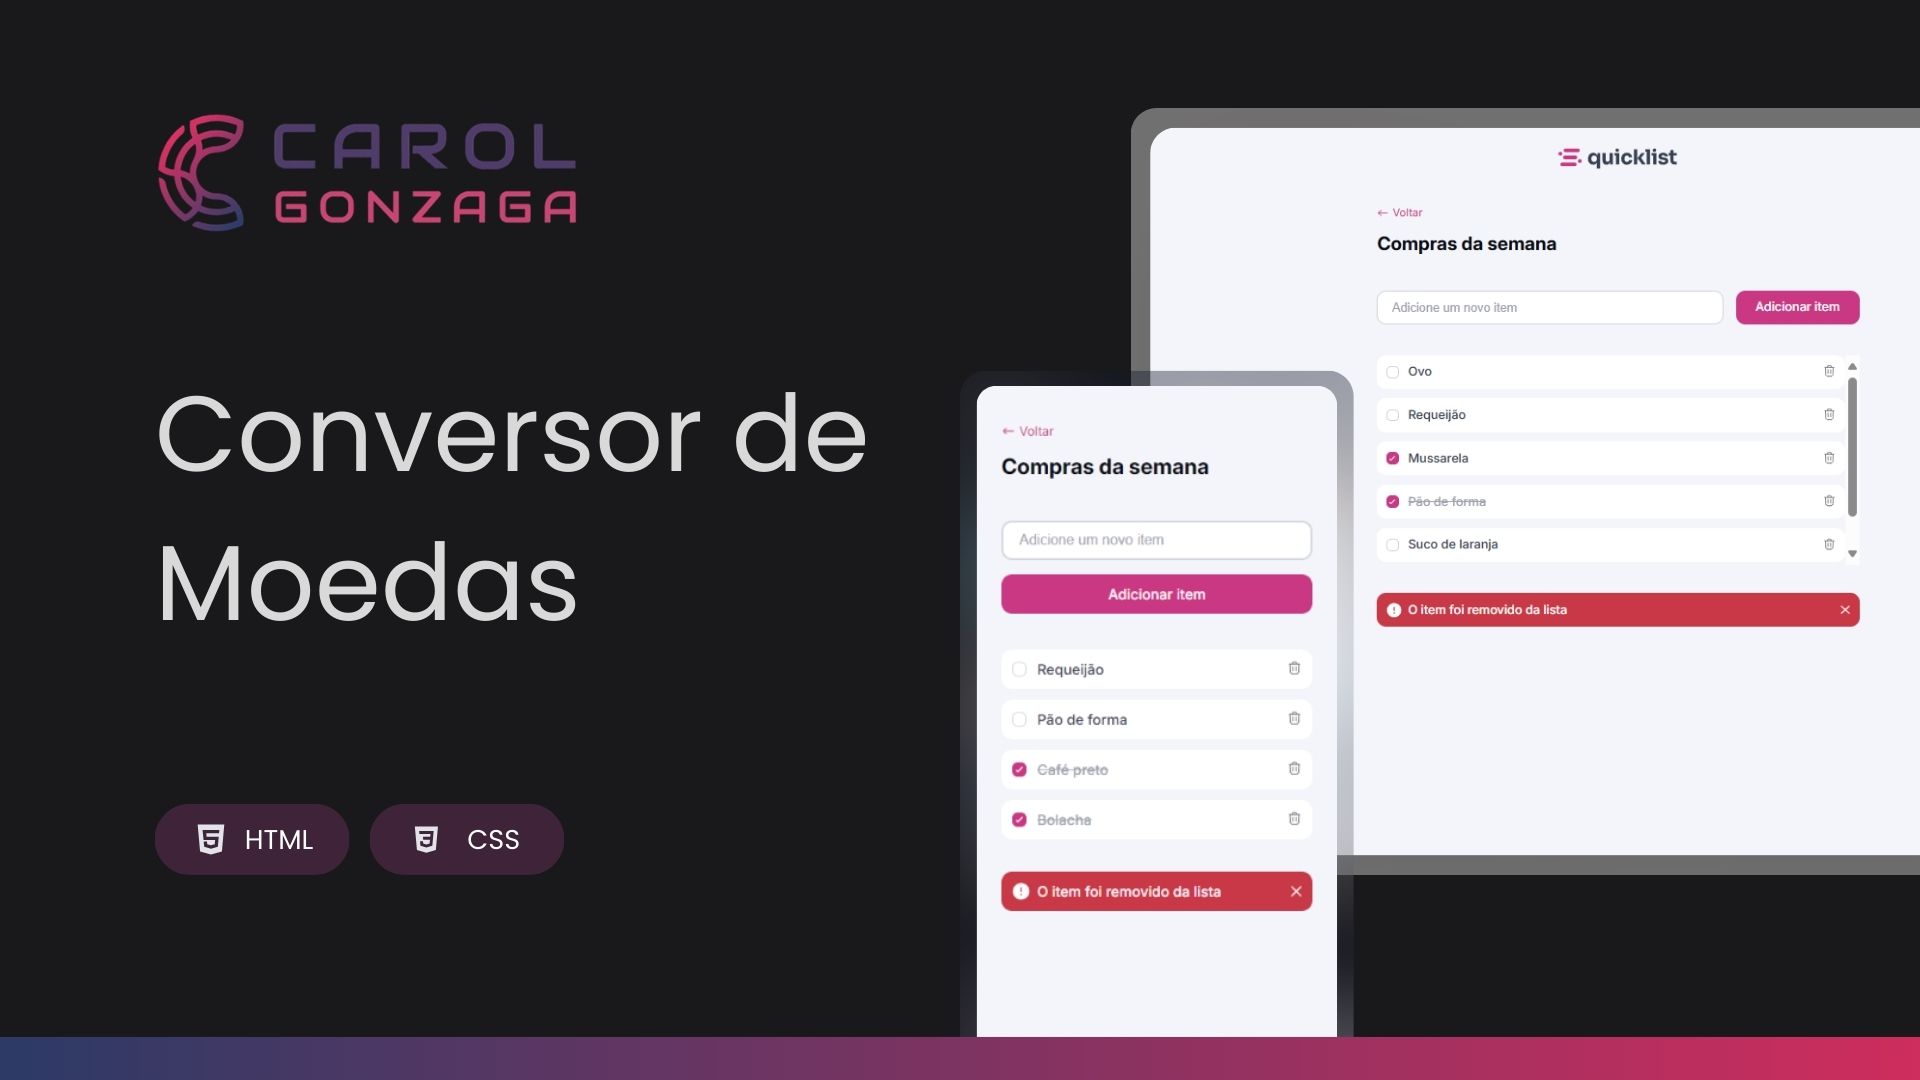 CAROL
GONZAGA
Conversor de
Moedas
HTML
CSS
← Voltar
Compras da semana
Adicione um novo item
Adicionar item
Requeijão
Pão de forma
Café preto
Bolacha
O item foi removido da lista
quicklist
← Voltar
Compras da semana
Adicione um novo item
Adicionar item
Ovo
Requeijão
Mussarela
Pão de forma
Suco de laranja
O item foi removido da lista